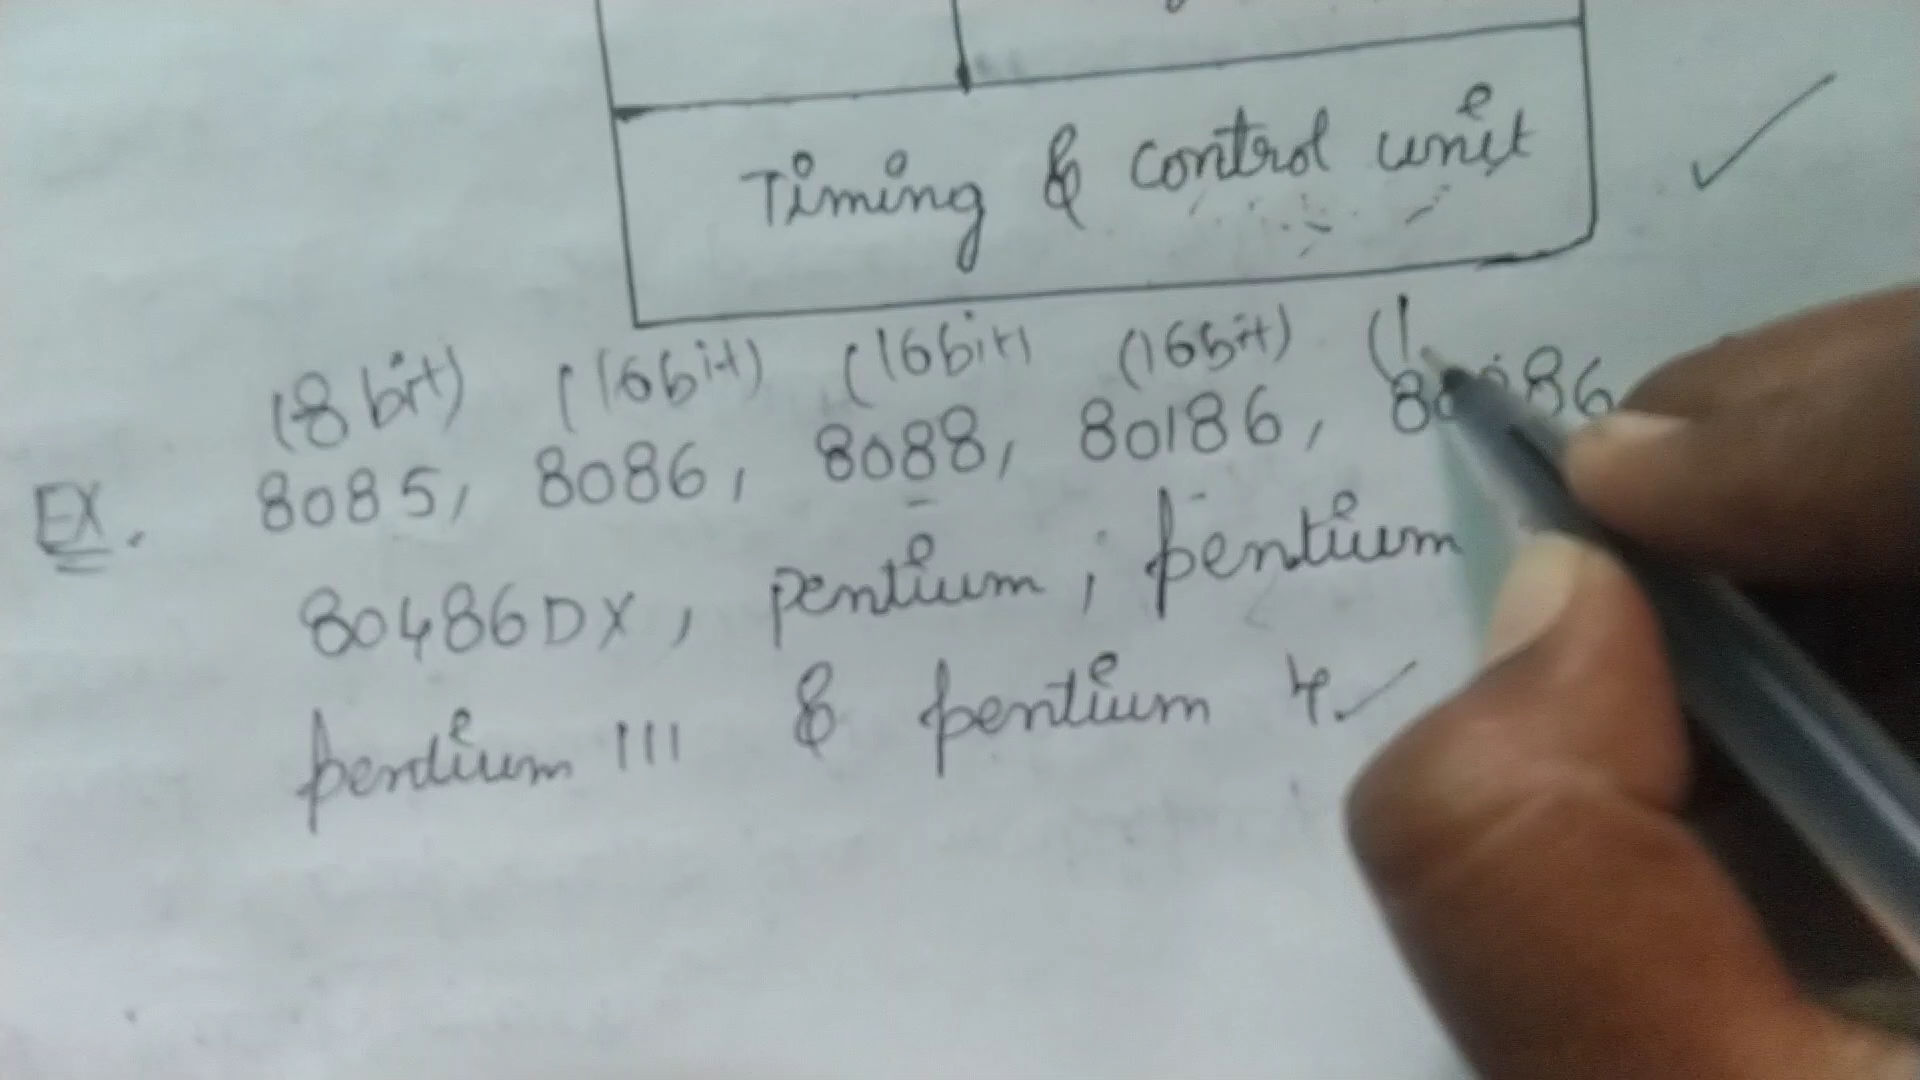 Timing & control unit
(8 bit) (16bit) (16bit) (16bit) (1
EX. 8085, 8086, 8088, 80186,
80486DX, pentium, pentium
pentium III & pentium 4